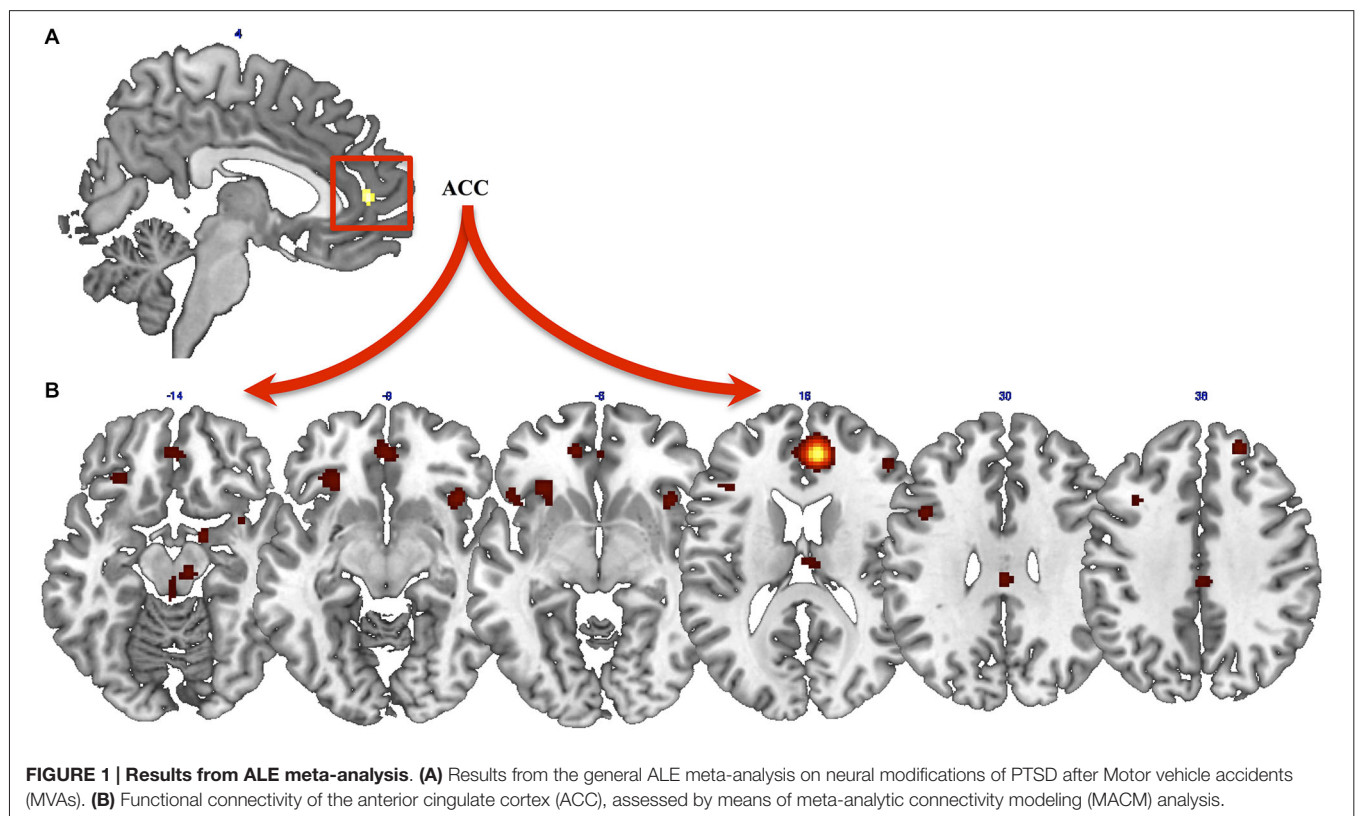 A
4
ACC
B
-14 -8 -6 16 30 38
FIGURE 1 | Results from ALE meta-analysis. (A) Results from the general ALE meta-analysis on neural modifications of PTSD after Motor vehicle accidents
(MVAs). (B) Functional connectivity of the anterior cingulate cortex (ACC), assessed by means of meta-analytic connectivity modeling (MACM) analysis.